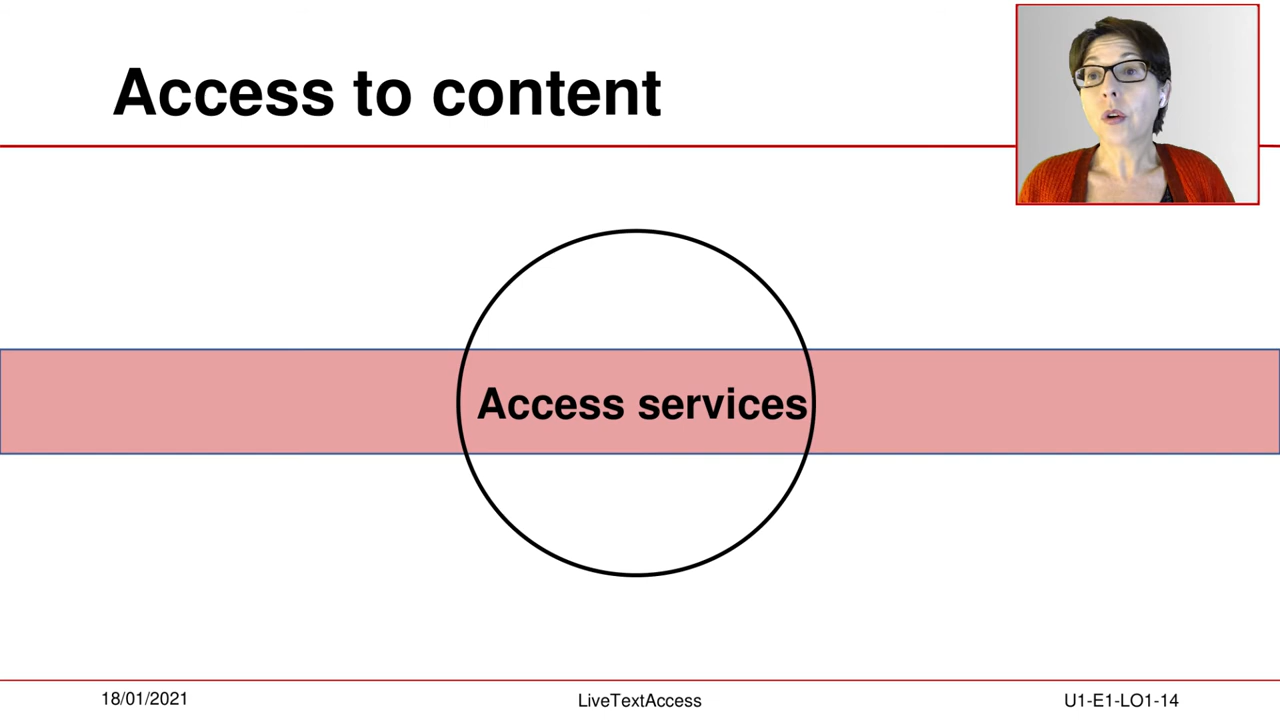 Access to content
Access services
18/01/2021
LiveTextAccess
U1-E1-LO1-14